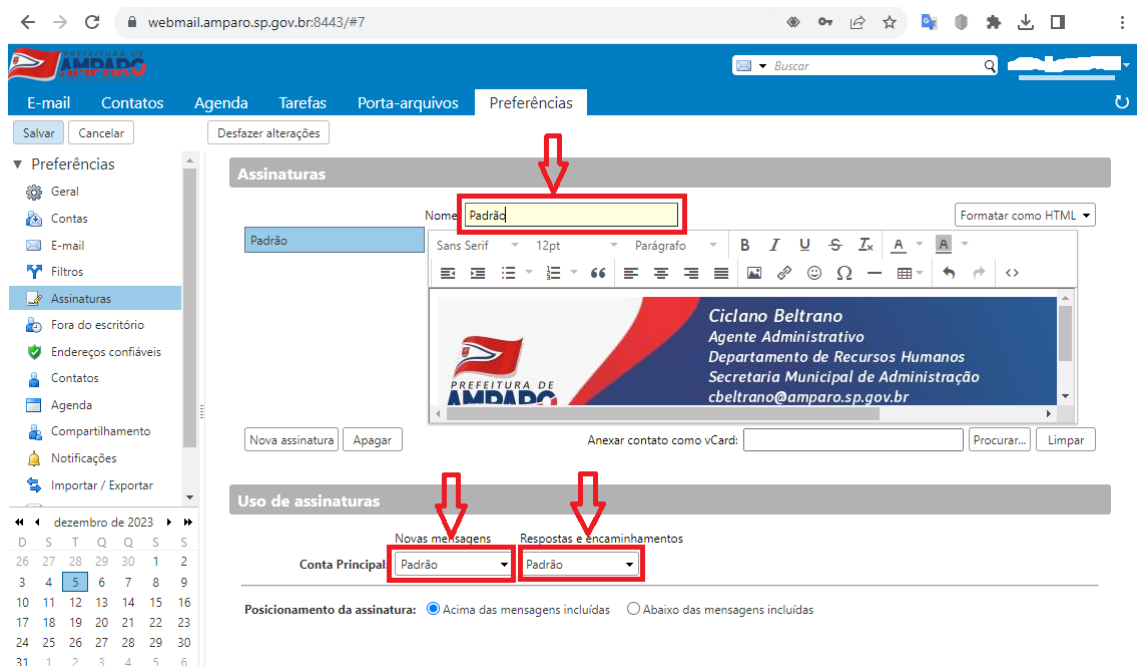 webmail.amparo.sp.gov.br:8443/#7
PREFEITURA DE
AMPARO
Buscar
E-mail Contatos Agenda Tarefas Porta-arquivos Preferências
Salvar Cancelar Desfazer alterações
Preferências
Geral
Contas
E-mail
Filtros
Assinaturas
Fora do escritório
Endereços confiáveis
Contatos
Agenda
Compartilhamento
Notificações
Importar / Exportar
dezembro de 2023
D S T Q Q S S
26 27 28 29 30 1 2
3 4 5 6 7 8 9
10 11 12 13 14 15 16
17 18 19 20 21 22 23
24 25 26 27 28 29 30
31 1 2 3 4 5 6
Assinaturas
Nome: Padrão Formatar como HTML
Padrão
Sans Serif 12pt Parágrafo B I U S Tx A A
PREFEITURA DE
AMPARO
Ciclano Beltrano
Agente Administrativo
Departamento de Recursos Humanos
Secretaria Municipal de Administração
cbeltrano@amparo.sp.gov.br
Nova assinatura Apagar Anexar contato como vCard: Procurar... Limpar
Uso de assinaturas
Novas mensagens Respostas e encaminhamentos
Conta Principal: Padrão Padrão
Posicionamento da assinatura: Acima das mensagens incluídas Abaixo das mensagens incluídas